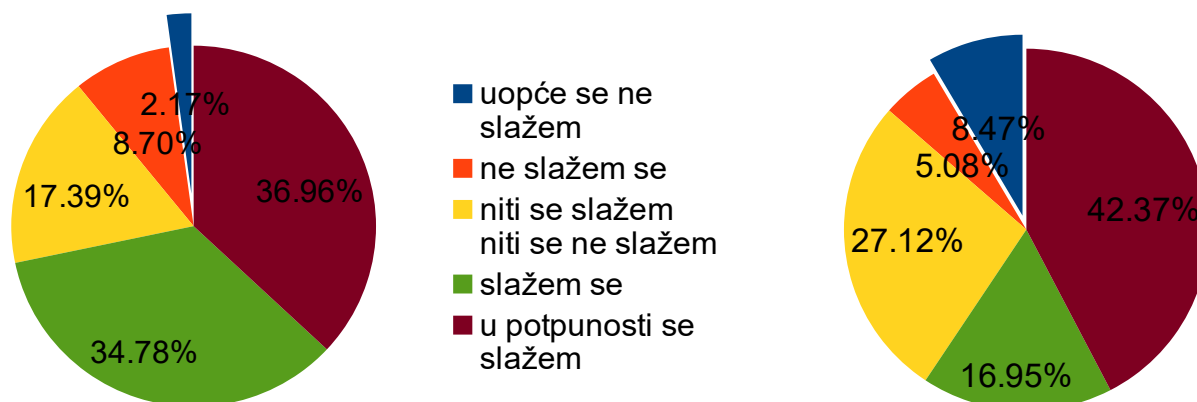 2.17%
8.70%
17.39%
36.96%
34.78%
uopće se ne
slažem
ne slažem se
niti se slažem
niti se ne slažem
slažem se
u potpunosti se
slažem
8.47%
5.08%
42.37%
27.12%
16.95%